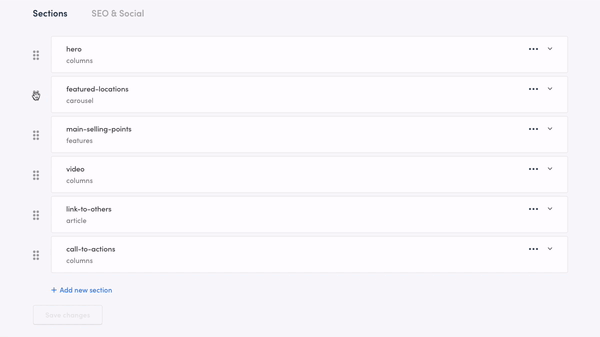 Sections SEO & Social
hero
columns
featured-locations
carousel
main-selling-points
features
video
columns
link-to-others
article
call-to-actions
columns
+ Add new section
Save changes